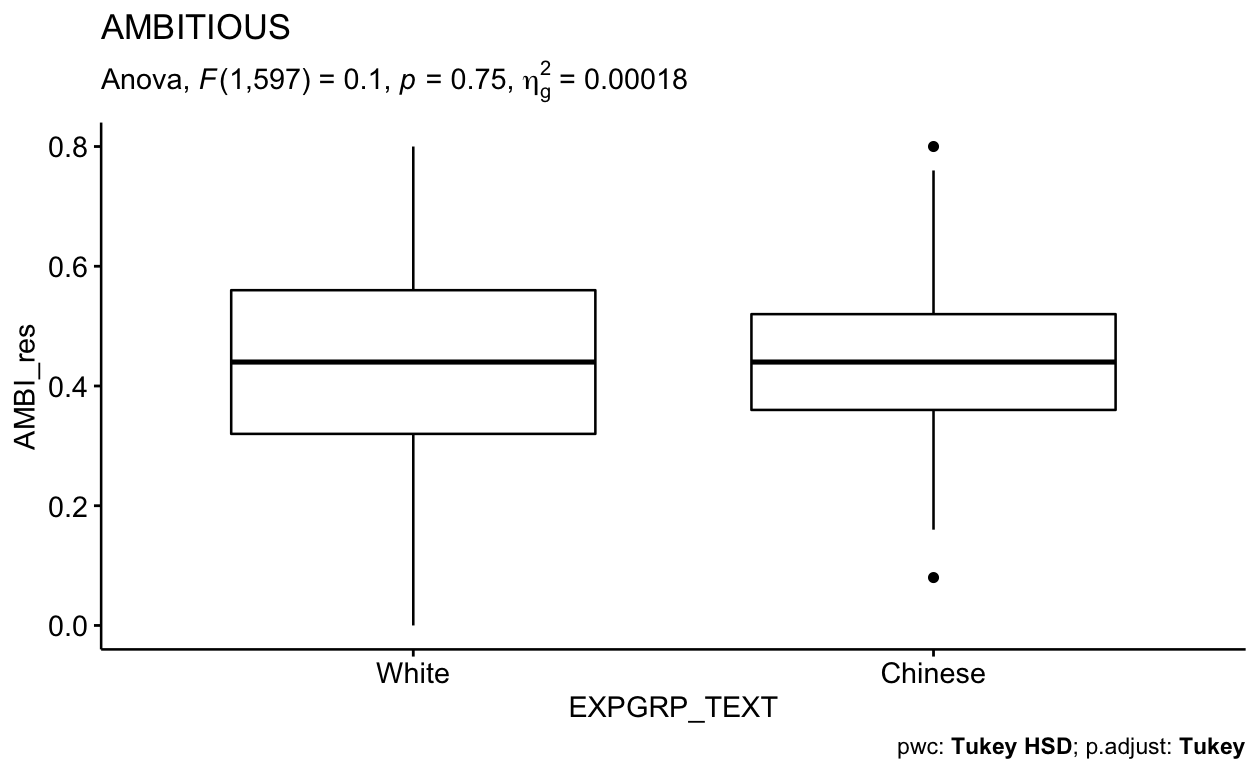 AMBITIOUS
Anova, F(1,597) = 0.1, p = 0.75, η²g = 0.00018
AMBI_res
0.8
0.6
0.4
0.2
0.0
White Chinese
EXPGRP_TEXT
pwc: Tukey HSD; p.adjust: Tukey